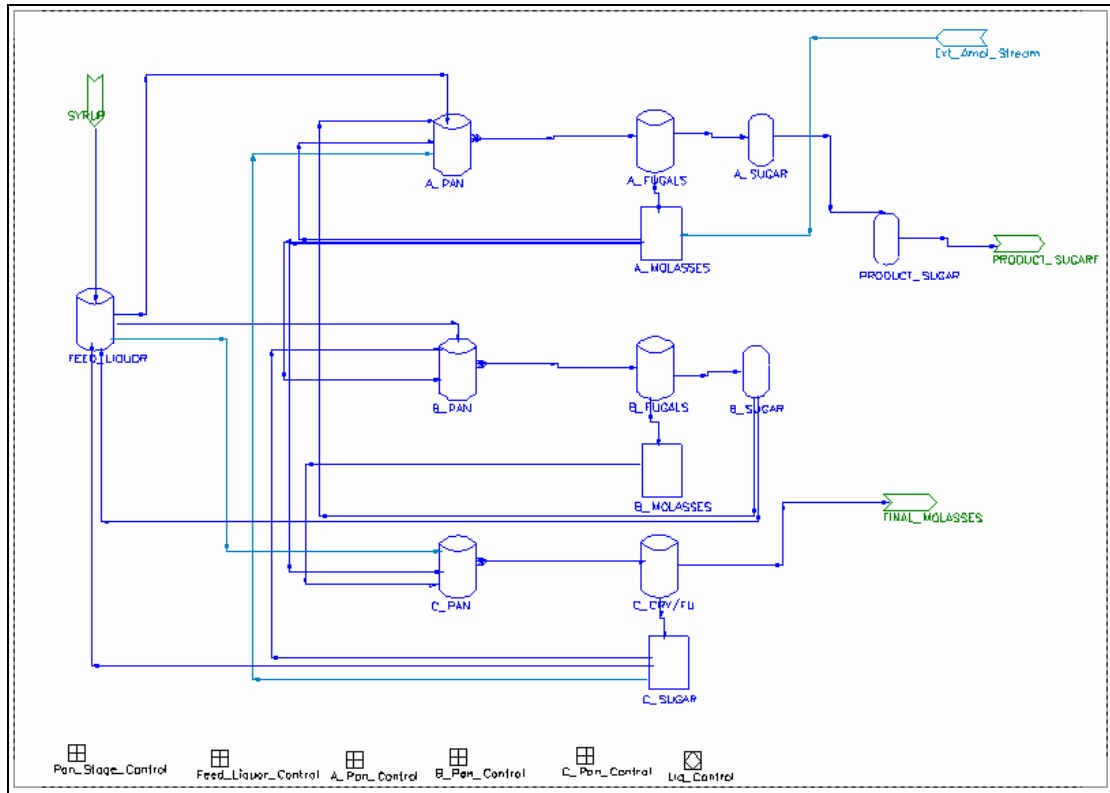 Ext_Amol_Stream
SYRUP
A_PAN
A_FUGALS
A_SUGAR
A_MOLASSES
PRODUCT_SUGAR
PRODUCT_SUGARF
FEED_LIQUOR
B_PAN
B_FUGALS
B_SUGAR
B_MOLASSES
FINAL_MOLASSES
C_PAN
C_CRY/FU
C_SUGAR
Pan_Stage_Control
Feed_Liquor_Control
A_Pan_Control
B_Pan_Control
C_Pan_Control
Liq_Control